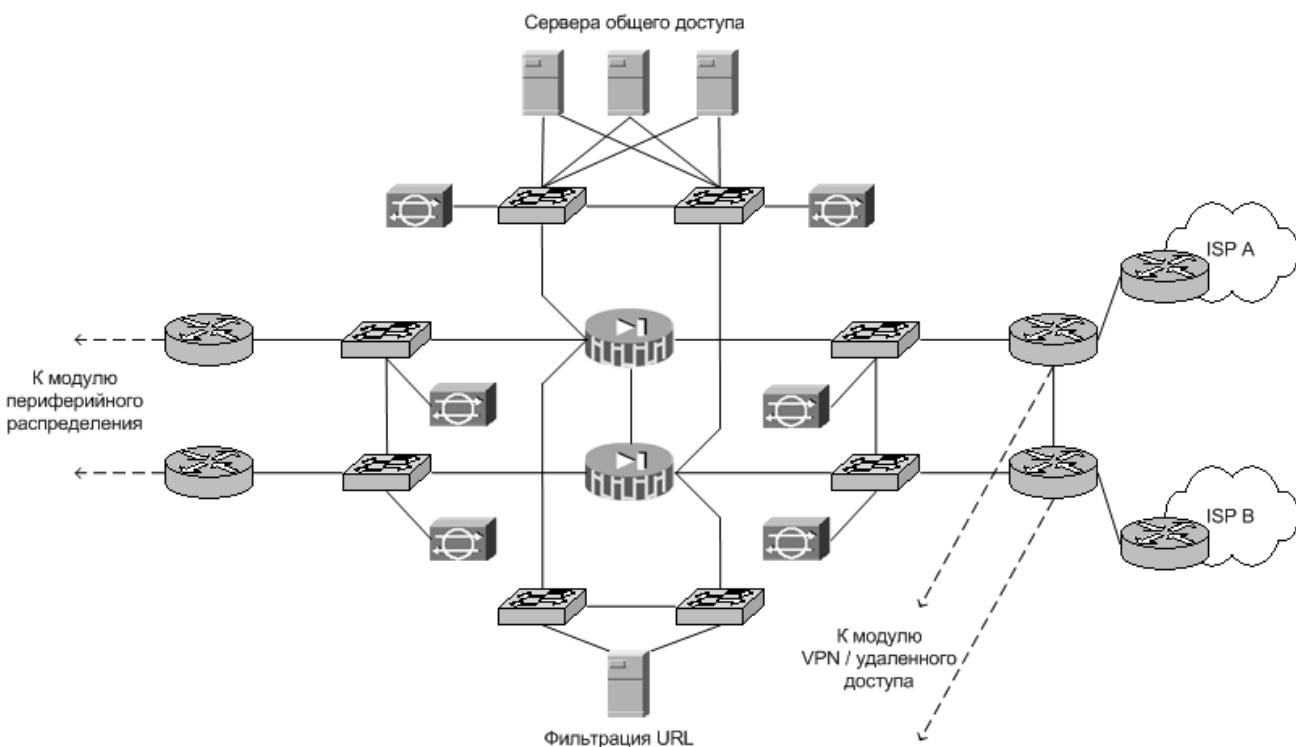 Сервера общего доступа
ISP A
К модулю
периферийного
распределения
ISP B
К модулю
VPN / удаленного
доступа
Фильтрация URL